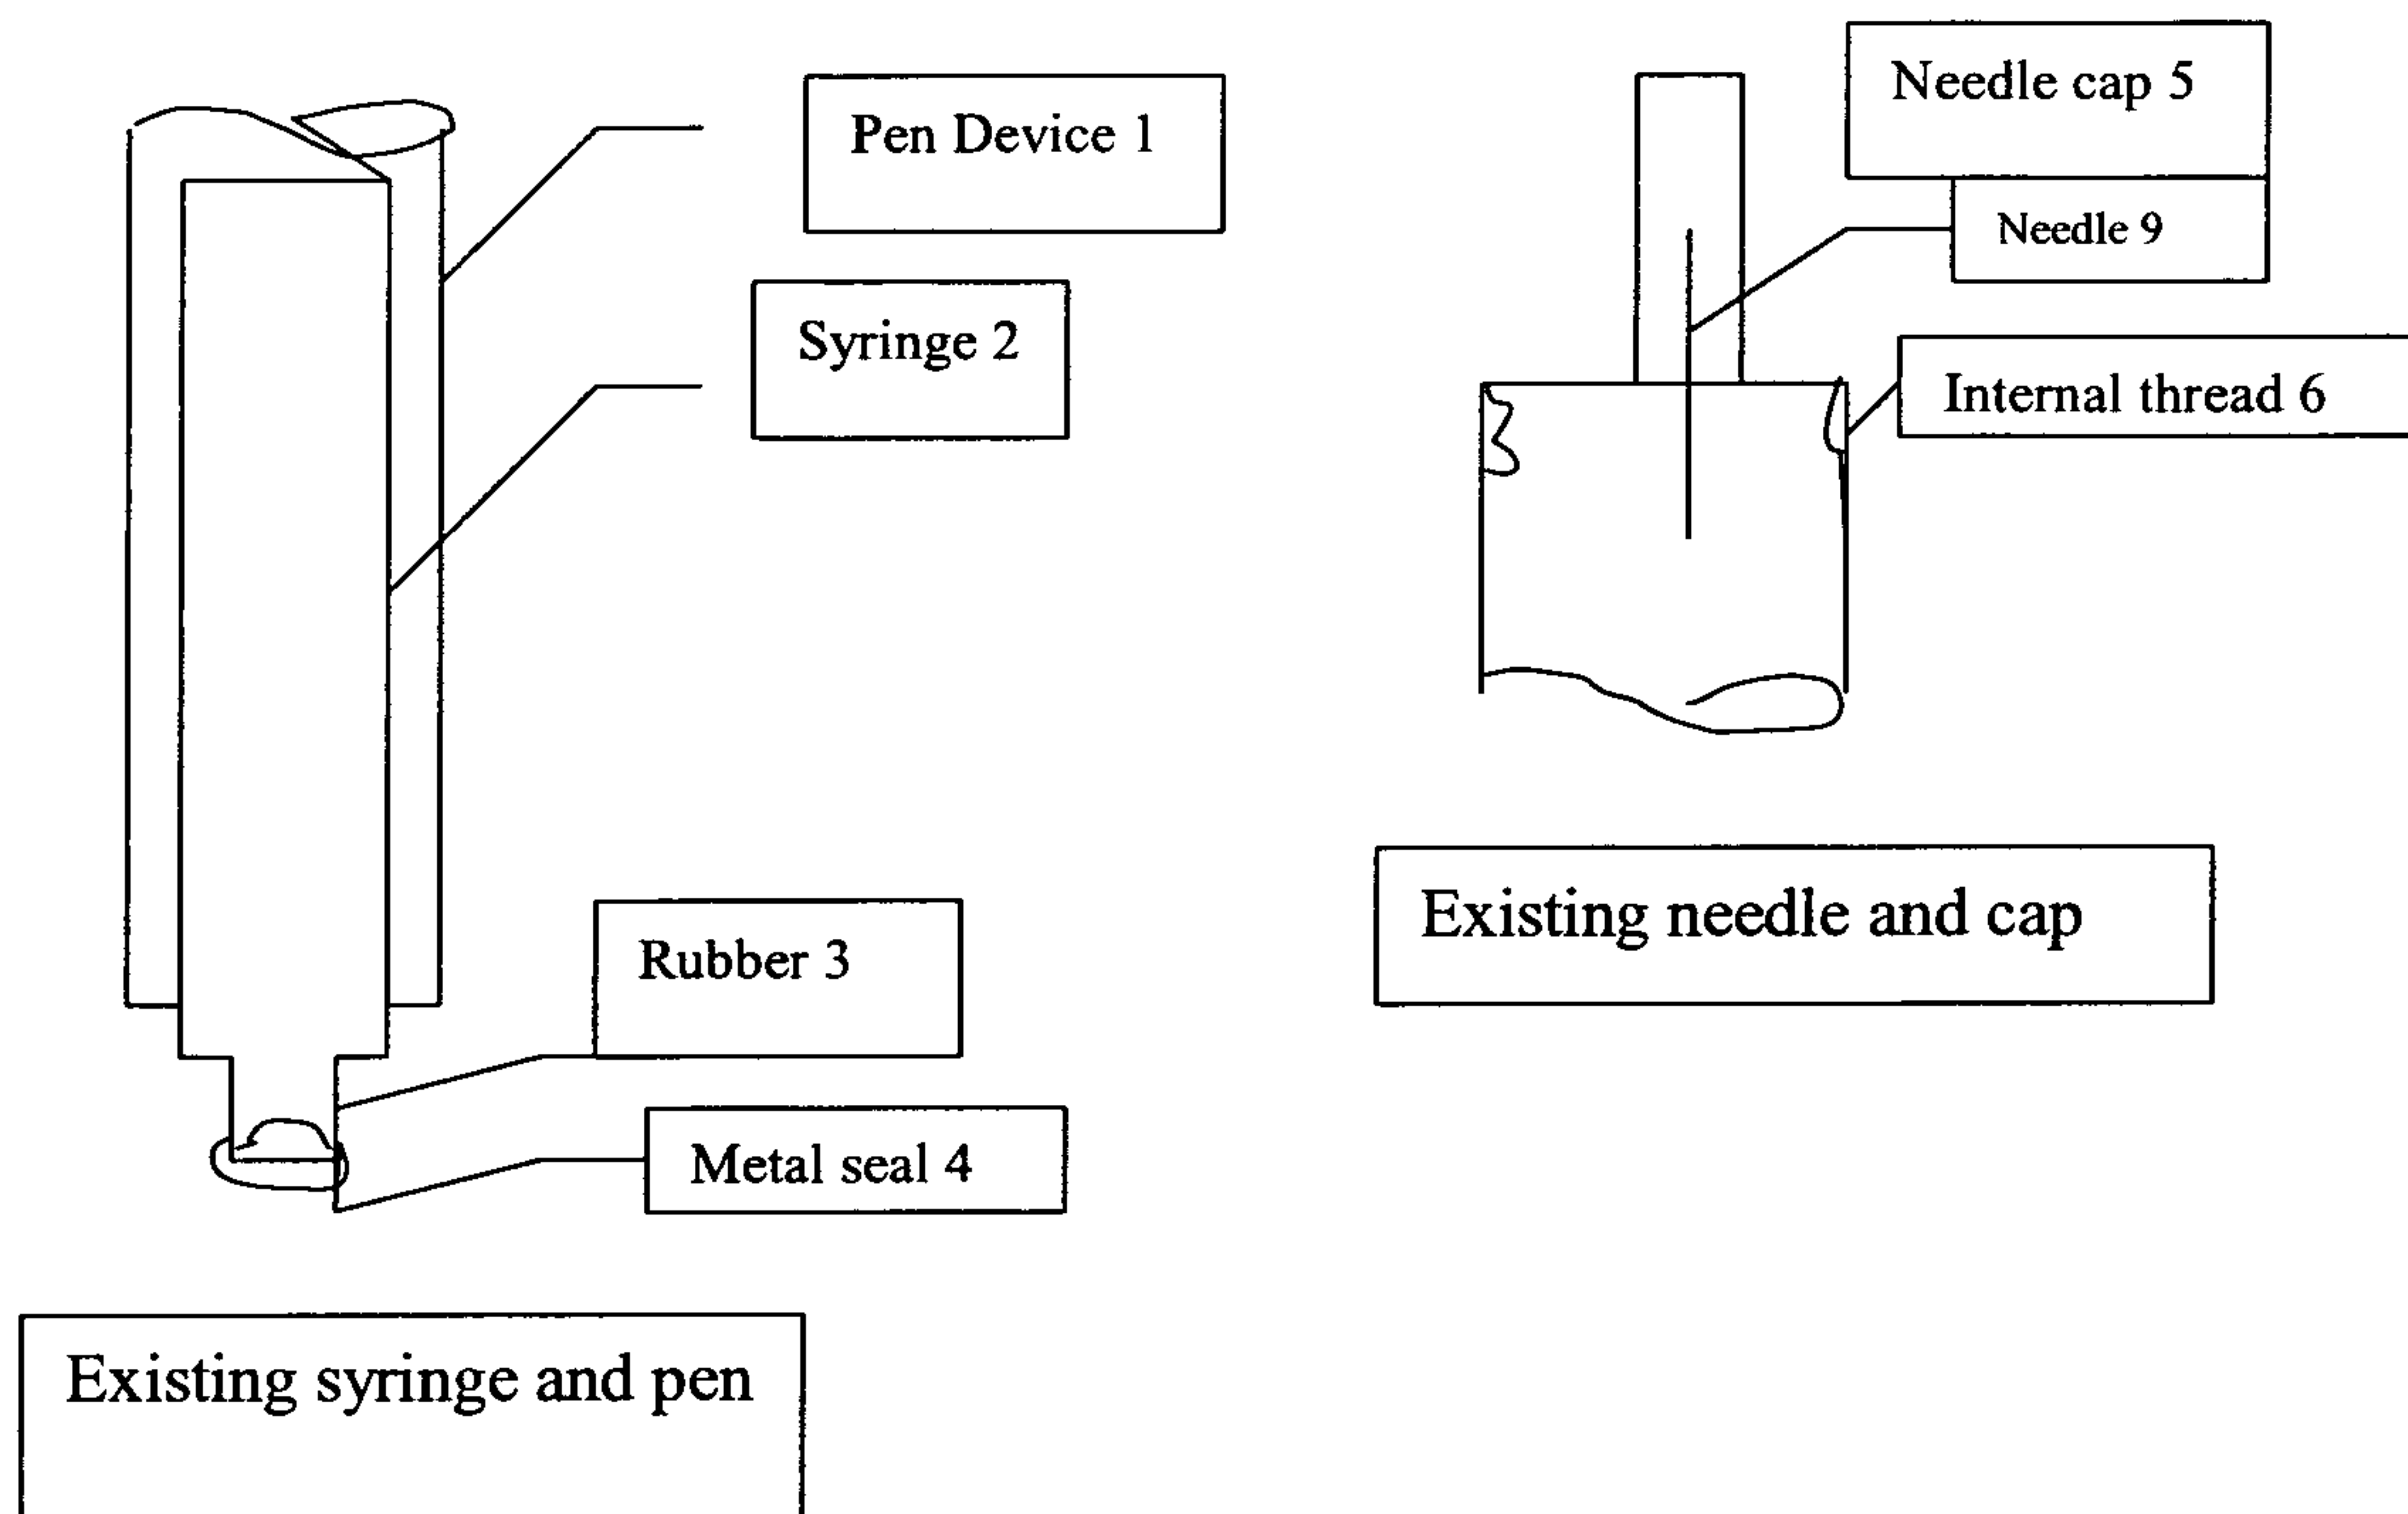 Pen Device 1
Syringe 2
Rubber 3
Metal seal 4
Existing syringe and pen
Needle cap 5
Needle 9
Internal thread 6
Existing needle and cap